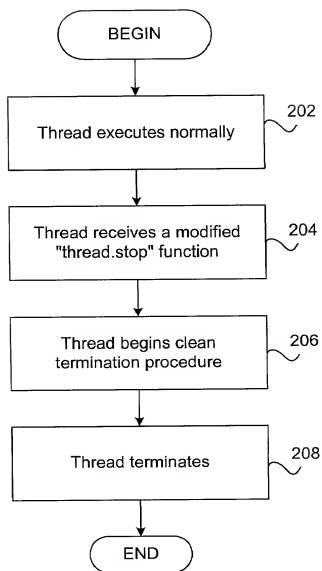 BEGIN
Thread executes normally
202
Thread receives a modified
"thread.stop" function
204
Thread begins clean
termination procedure
206
Thread terminates
208
END